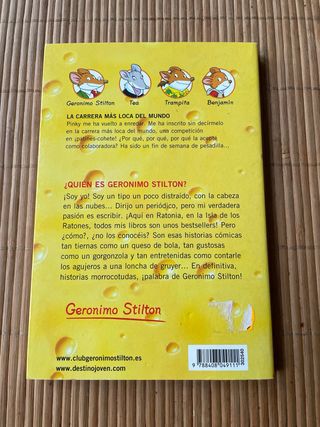 Geronimo Stilton Tea Trampita Benjamín
LA CARRERA MÁS LOCA DEL MUNDO
Pinky me ha vuelto a enredar. Me ha inscrito sin decírmelo
en la carrera más loca del mundo, una competición
en ¡patines-cohete! ¿Por qué, por qué, por qué la acepté
como colaboradora? Ha sido un fin de semana de pesadilla...
¿QUIÉN ES GERONIMO STILTON?
¡Soy yo! Soy un tipo un poco distraído, con la cabeza
en las nubes... Dirijo un periódico, pero mi verdadera
pasión es escribir. ¡Aquí en Ratonia, en la Isla de los
Ratones, todos mis libros son unos bestsellers! Pero
¿cómo?, ¿no los conocéis? Son esas historias cómicas
tan tiernas como un queso de bola, tan gustosas
como un gorgonzola y tan entretenidas como contarle
los agujeros a una loncha de gruyer... En definitiva,
historias morrocotudas, ¡palabra de Geronimo Stilton!
Geronimo Stilton
www.clubgeronimostilton.es
www.destinojoven.com
9 788408 049111
302640